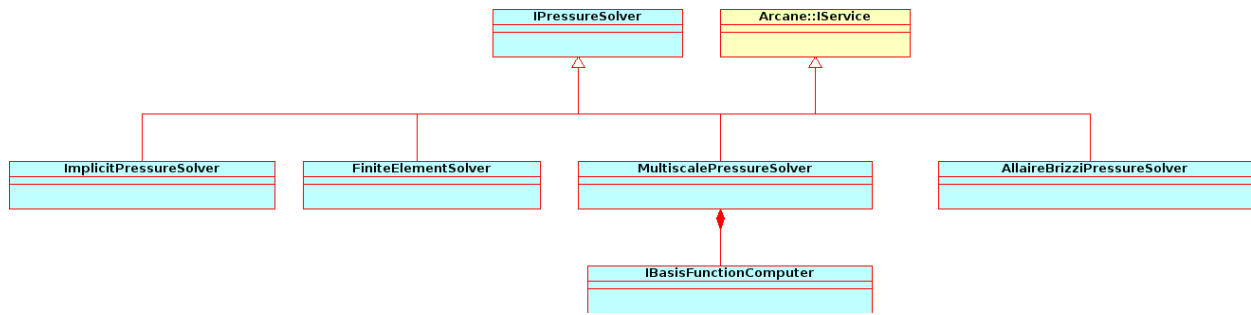 IPressureSolver
Arcane::IService
ImplicitPressureSolver
FiniteElementSolver
MultiscalePressureSolver
AllaireBrizziPressureSolver
IBasisFunctionComputer